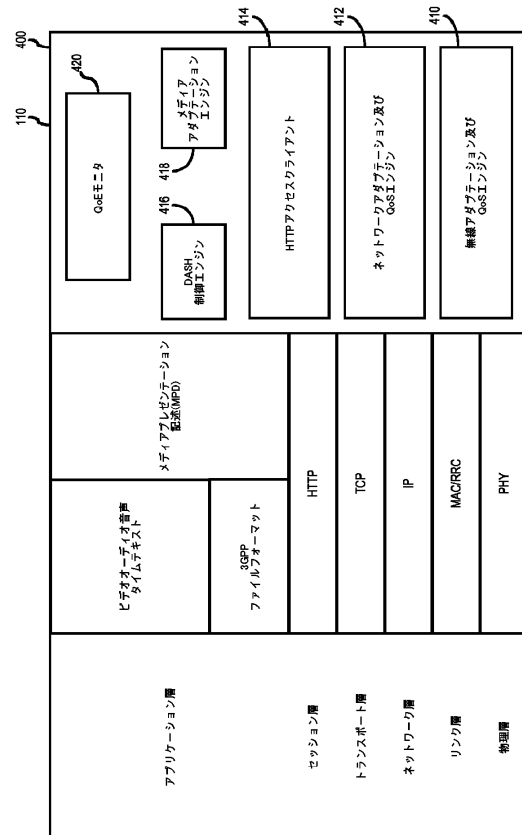 110
400
アプリケーション層
ビデオオーディオ音声
タイムテキスト
3GPP
ファイルフォーマット
メディアプレゼンテーション
記述(MPD)
QoEモニタ
420
DASH
制御エンジン
416
メディア
アダプテーション
エンジン
418
セッション層
HTTP
HTTPアクセスクライアント
414
トランスポート層
TCP
ネットワーク層
IP
ネットワークアダプテーション及び
QoSエンジン
412
リンク層
MAC/RRC
物理層
PHY
無線アダプテーション及び
QoSエンジン
410